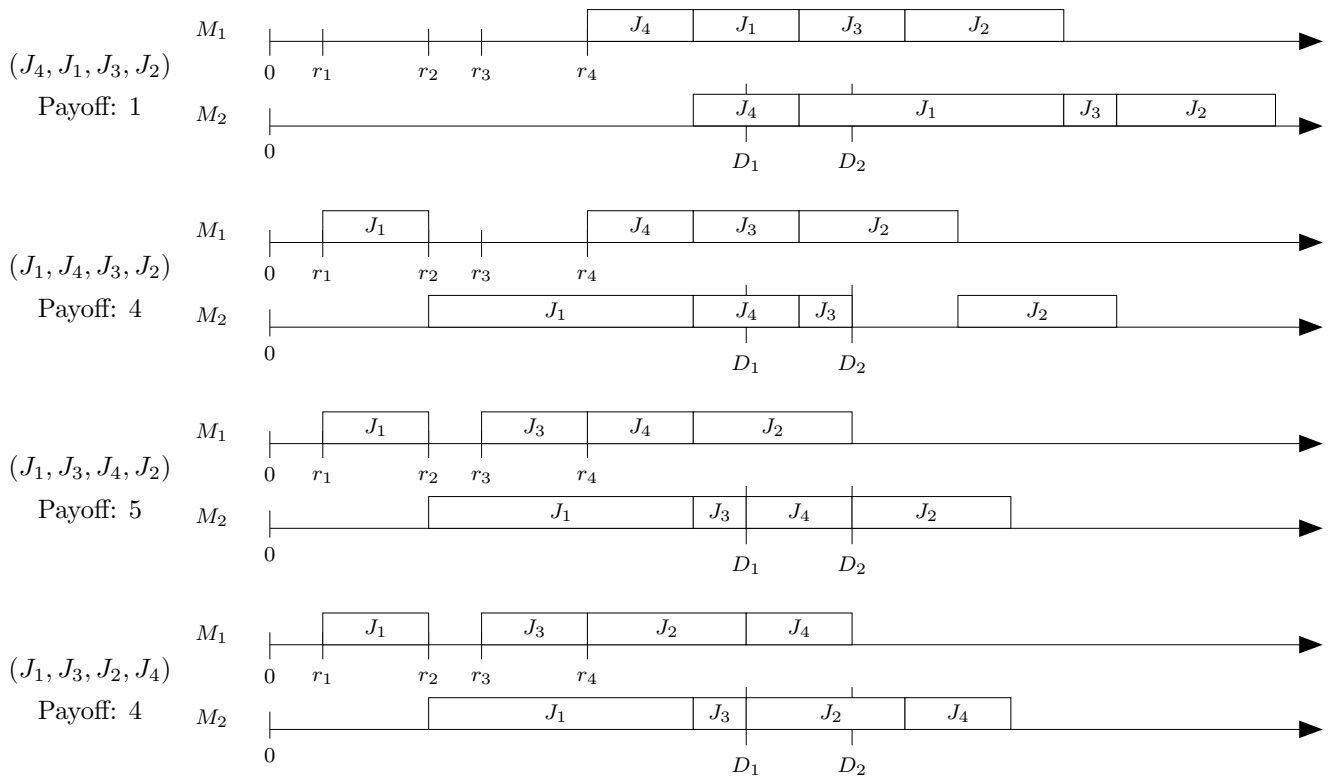 M₁ J₄ J₁ J₃ J₂
(J₄, J₁, J₃, J₂)
0 r₁ r₂ r₃ r₄
Payoff: 1
M₂ J₄ J₁ J₃ J₂
0 D₁ D₂
M₁ J₁ J₄ J₃ J₂
(J₁, J₄, J₃, J₂)
0 r₁ r₂ r₃ r₄
Payoff: 4
M₂ J₁ J₄ J₃ J₂
0 D₁ D₂
M₁ J₁ J₃ J₄ J₂
(J₁, J₃, J₄, J₂)
0 r₁ r₂ r₃ r₄
Payoff: 5
M₂ J₁ J₃ J₄ J₂
0 D₁ D₂
M₁ J₁ J₃ J₂ J₄
(J₁, J₃, J₂, J₄)
0 r₁ r₂ r₃ r₄
Payoff: 4
M₂ J₁ J₃ J₂ J₄
0 D₁ D₂